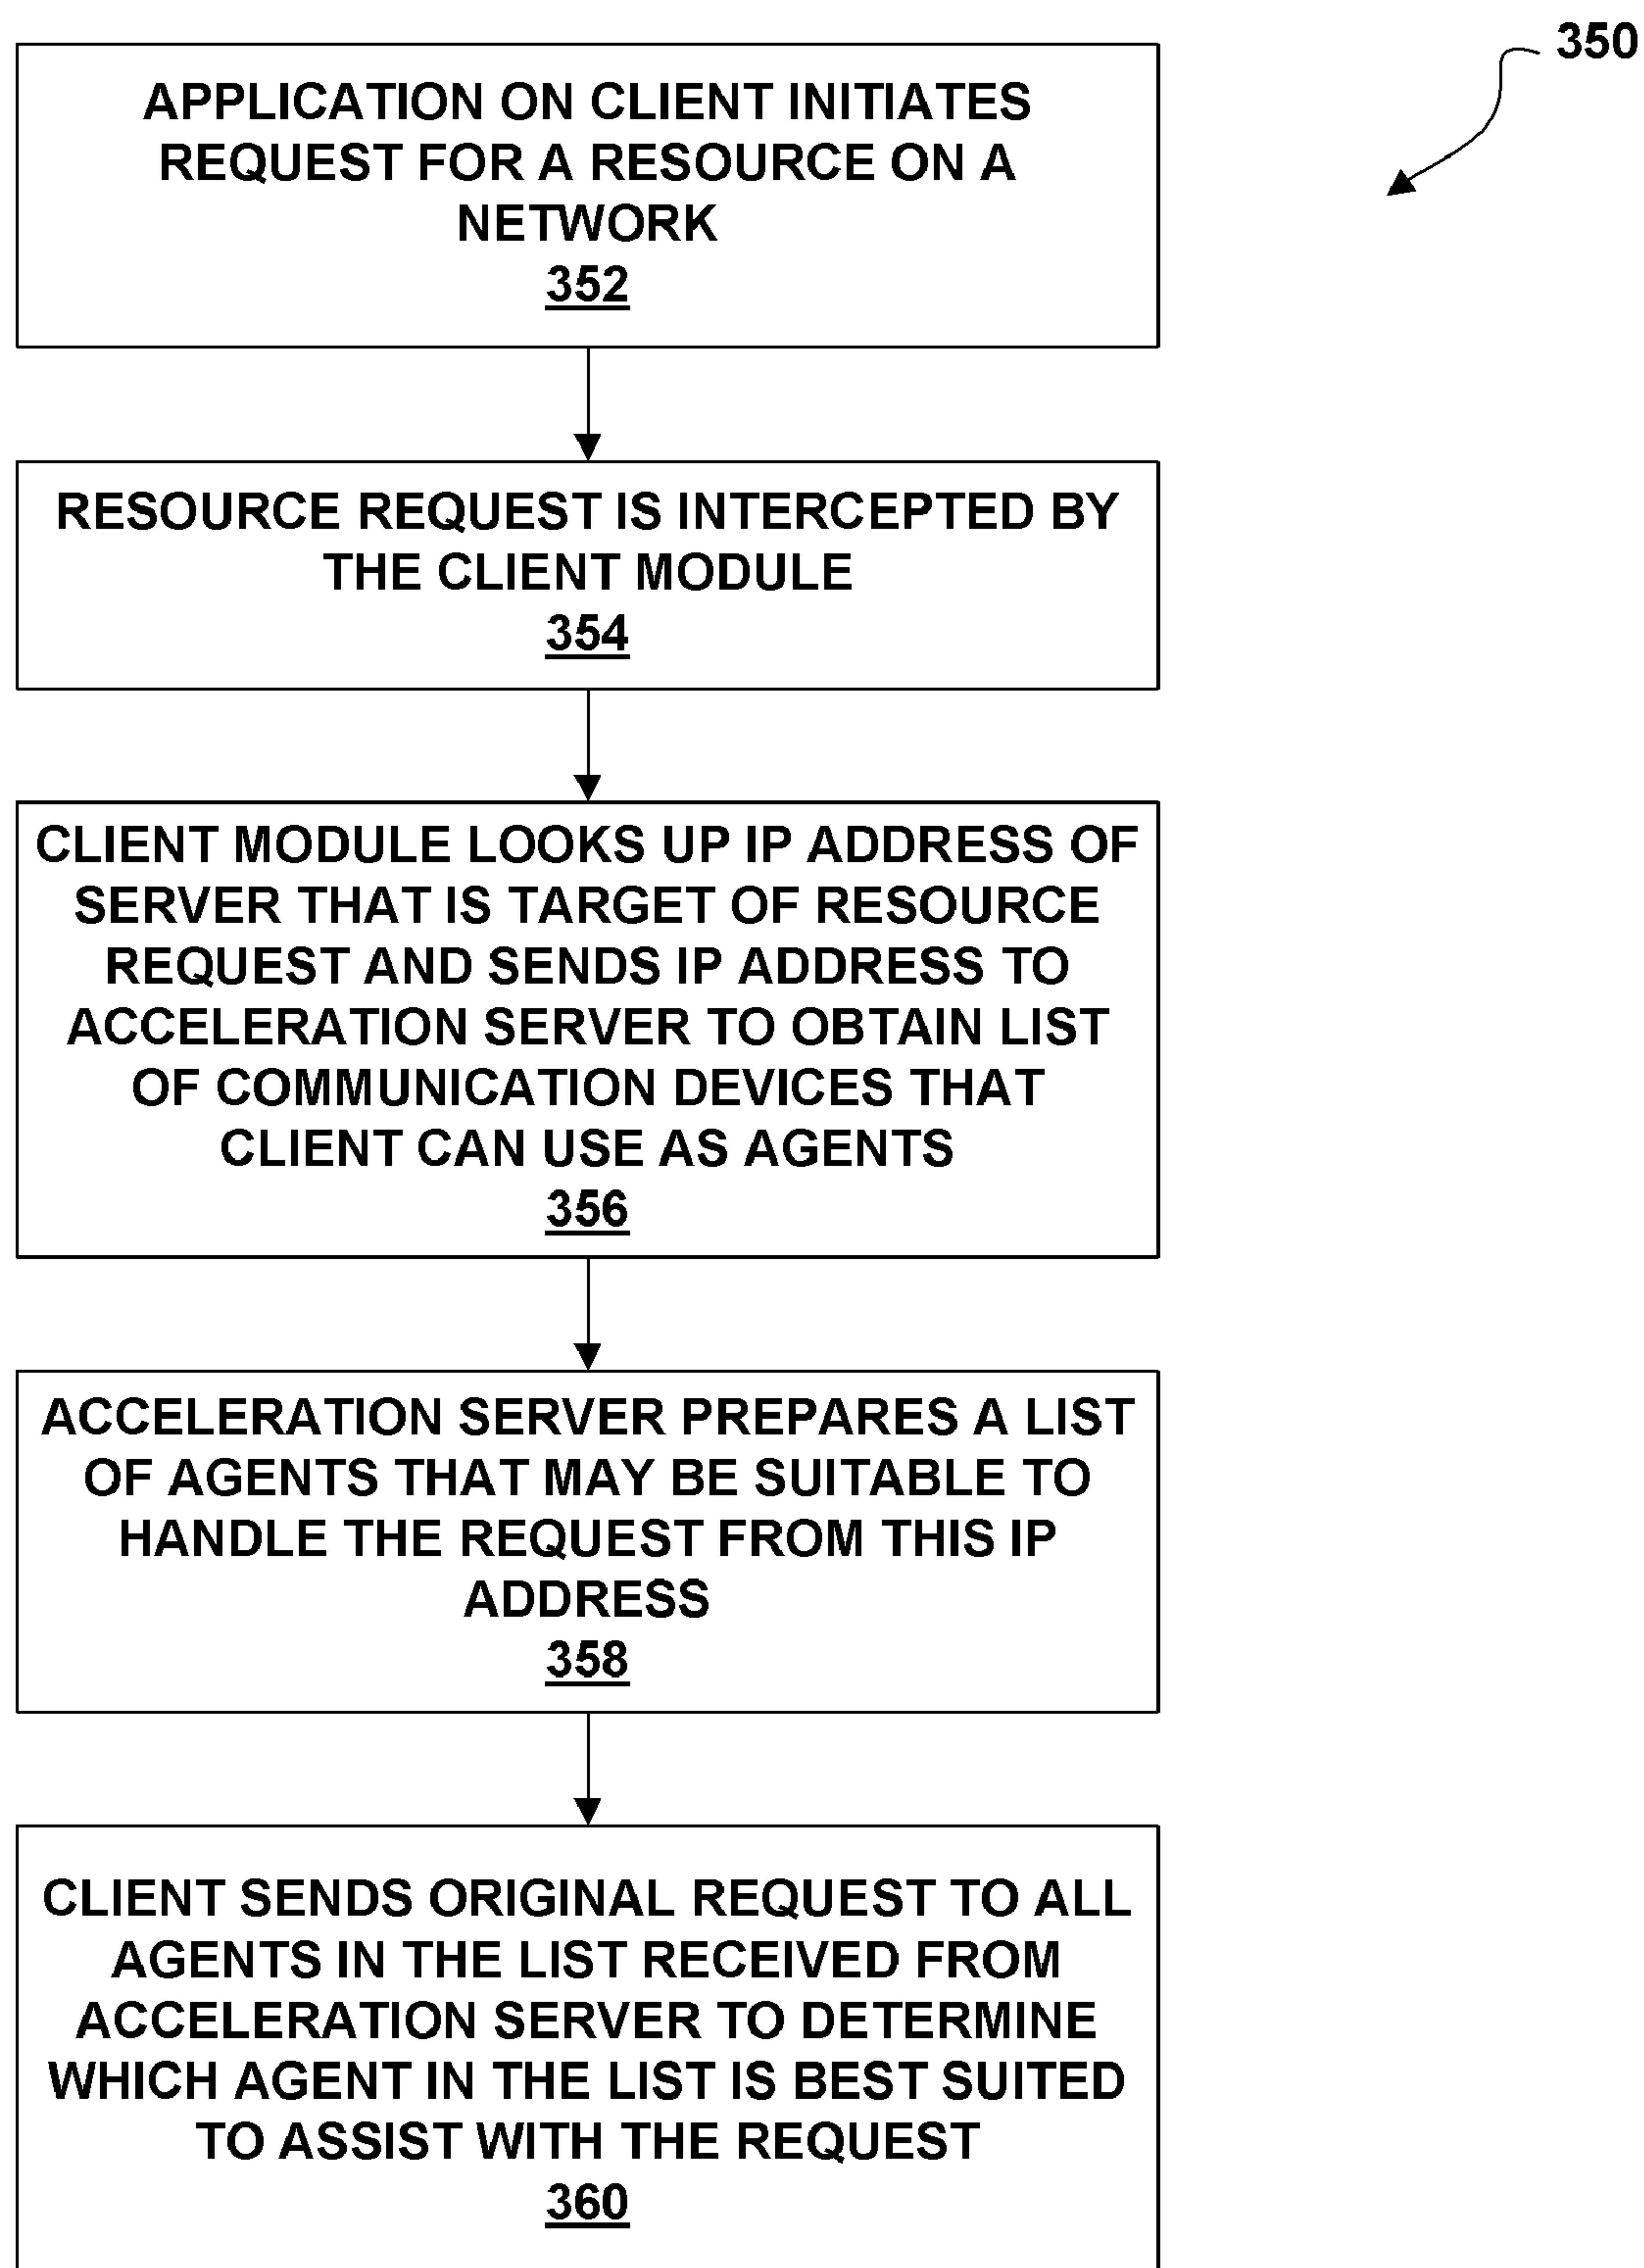 350
APPLICATION ON CLIENT INITIATES
REQUEST FOR A RESOURCE ON A
NETWORK
352
RESOURCE REQUEST IS INTERCEPTED BY
THE CLIENT MODULE
354
CLIENT MODULE LOOKS UP IP ADDRESS OF
SERVER THAT IS TARGET OF RESOURCE
REQUEST AND SENDS IP ADDRESS TO
ACCELERATION SERVER TO OBTAIN LIST
OF COMMUNICATION DEVICES THAT
CLIENT CAN USE AS AGENTS
356
ACCELERATION SERVER PREPARES A LIST
OF AGENTS THAT MAY BE SUITABLE TO
HANDLE THE REQUEST FROM THIS IP
ADDRESS
358
CLIENT SENDS ORIGINAL REQUEST TO ALL
AGENTS IN THE LIST RECEIVED FROM
ACCELERATION SERVER TO DETERMINE
WHICH AGENT IN THE LIST IS BEST SUITED
TO ASSIST WITH THE REQUEST
360